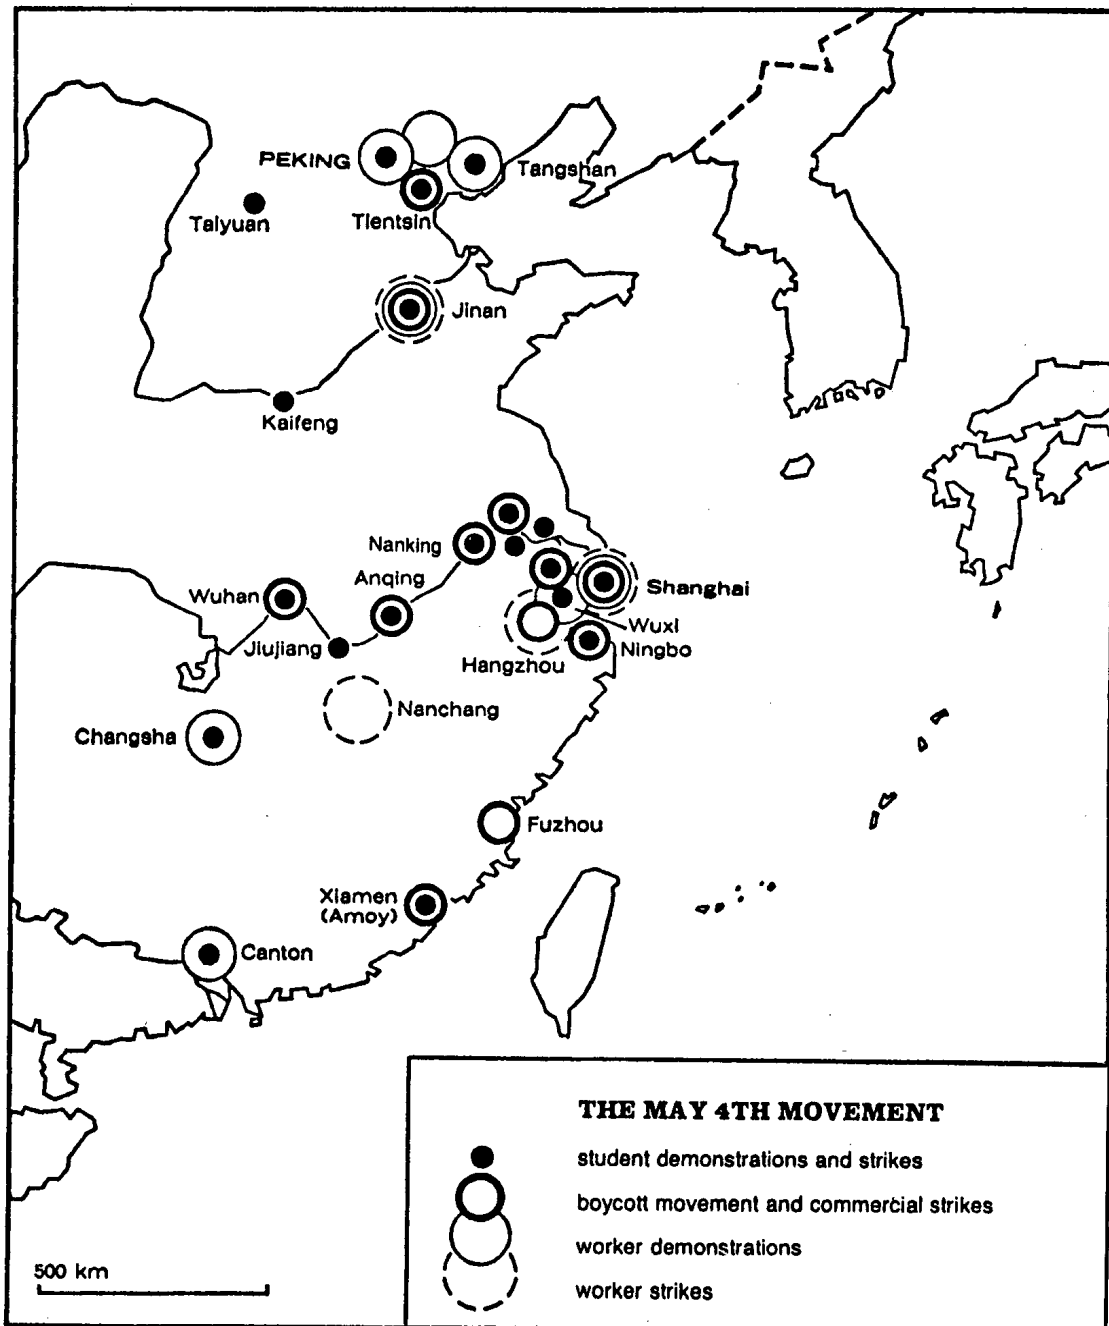 PEKING
Tangshan
Taiyuan
Tientsin
Jinan
Kaifeng
Nanking
Anqing
Wuhan
Shanghai
Jiujiang
Wuxi
Hangzhou
Ningbo
Nanchang
Changsha
Fuzhou
Xiamen
(Amoy)
Canton
THE MAY 4TH MOVEMENT
student demonstrations and strikes
boycott movement and commercial strikes
worker demonstrations
worker strikes
500 km